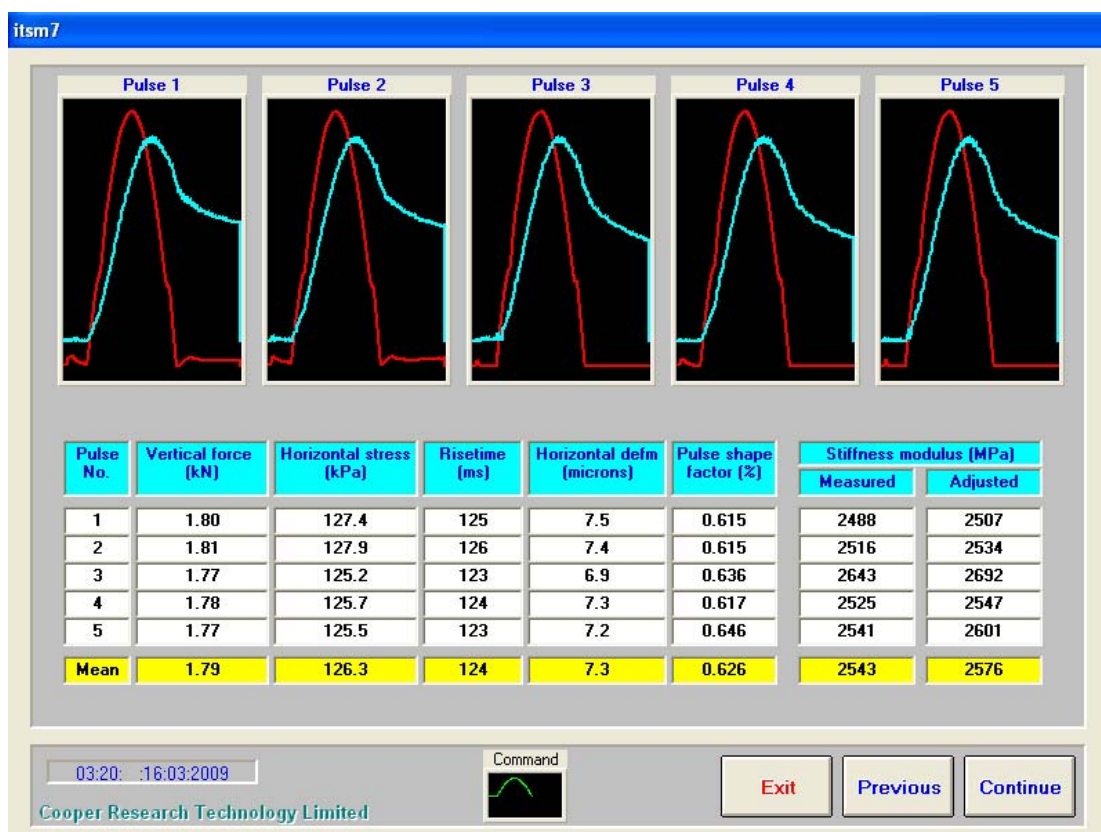 itsm7
Pulse 1 Pulse 2 Pulse 3 Pulse 4 Pulse 5
Pulse No. Vertical force (kN) Horizontal stress (kPa) Risetime (ms) Horizontal defm (microns) Pulse shape factor (%) Stiffness modulus (MPa)
Measured Adjusted
1 1.80 127.4 125 7.5 0.615 2488 2507
2 1.81 127.9 126 7.4 0.615 2516 2534
3 1.77 125.2 123 6.9 0.636 2643 2692
4 1.78 125.7 124 7.3 0.617 2525 2547
5 1.77 125.5 123 7.2 0.646 2541 2601
Mean 1.79 126.3 124 7.3 0.626 2543 2576
03:20: :16:03:2009
Command
Exit Previous Continue
Cooper Research Technology Limited